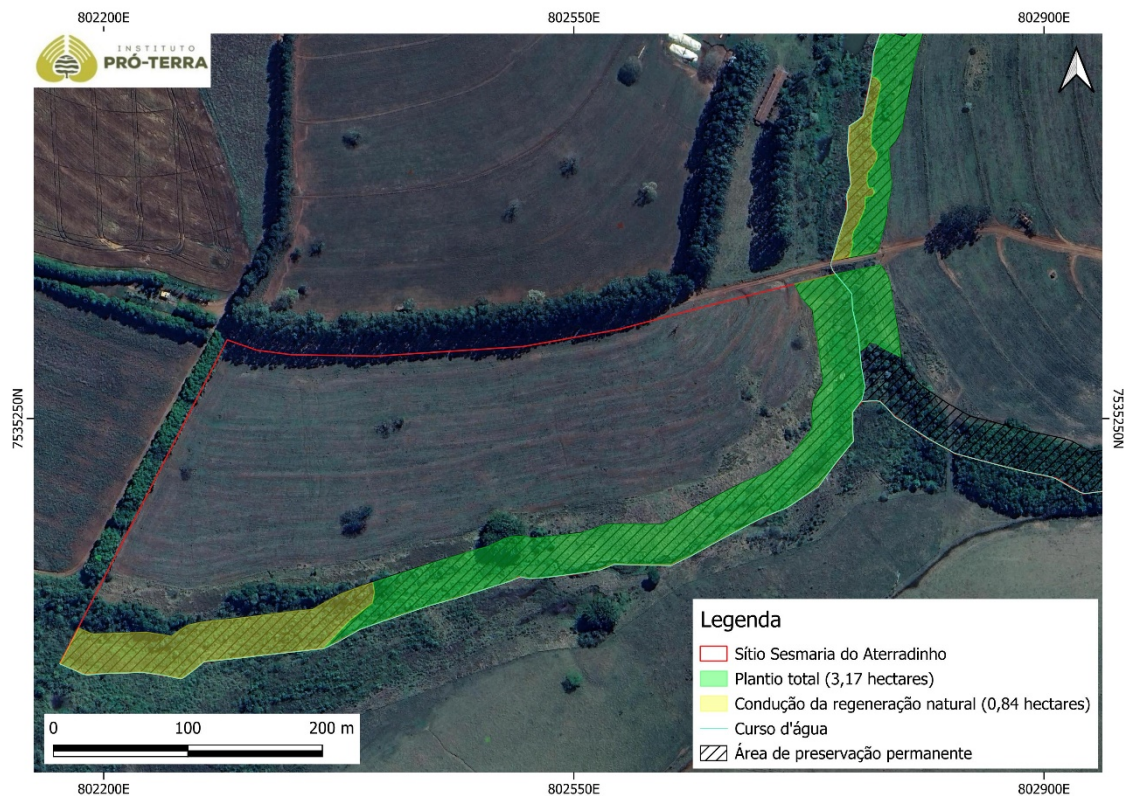 802200E
802550E
802900E
INSTITUTO
PRÓ-TERRA
7535250N
7535250N
Legenda
Sítio Sesmaria do Aterradinho
Plantio total (3,17 hectares)
Condução da regeneração natural (0,84 hectares)
Curso d'água
Área de preservação permanente
0 100 200 m
802200E
802550E
802900E